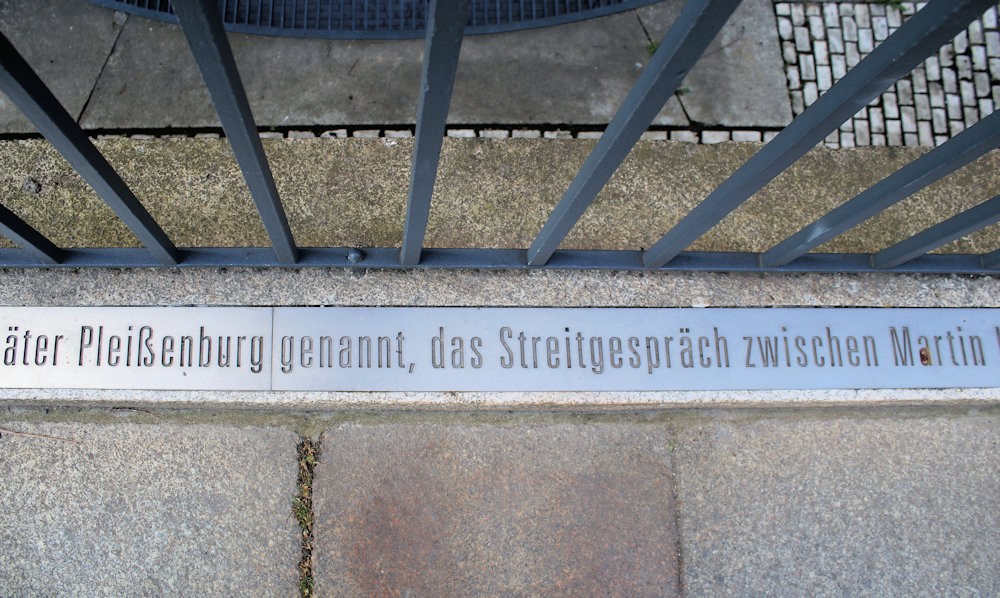 äter Pleißenburg genannt, das Streitgespräch zwischen Martin